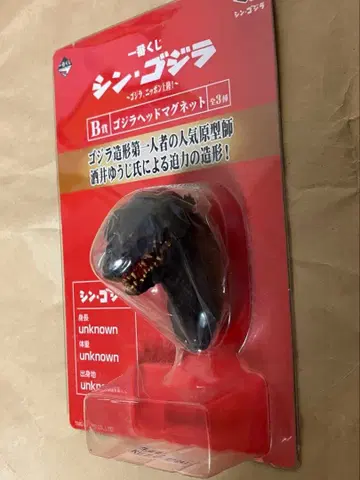 一番くじ
シン・ゴジラ
シン・ゴジラ
～ゴジラ、ニッポン上陸！～
B賞 ゴジラヘッドマグネット 全3種
ゴジラ造形第一人者の人気原型師
酒井ゆうじ氏による迫力の造形！
シン・ゴジ
身長
unknown
体重
unknown
出身地
unkn